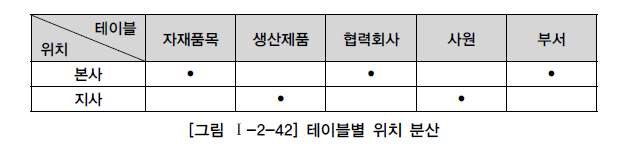 테이블
위치
자재품목 생산제품 협력회사 사원 부서
본사 • • •
지사 • •
[그림 Ⅰ-2-42] 테이블별 위치 분산